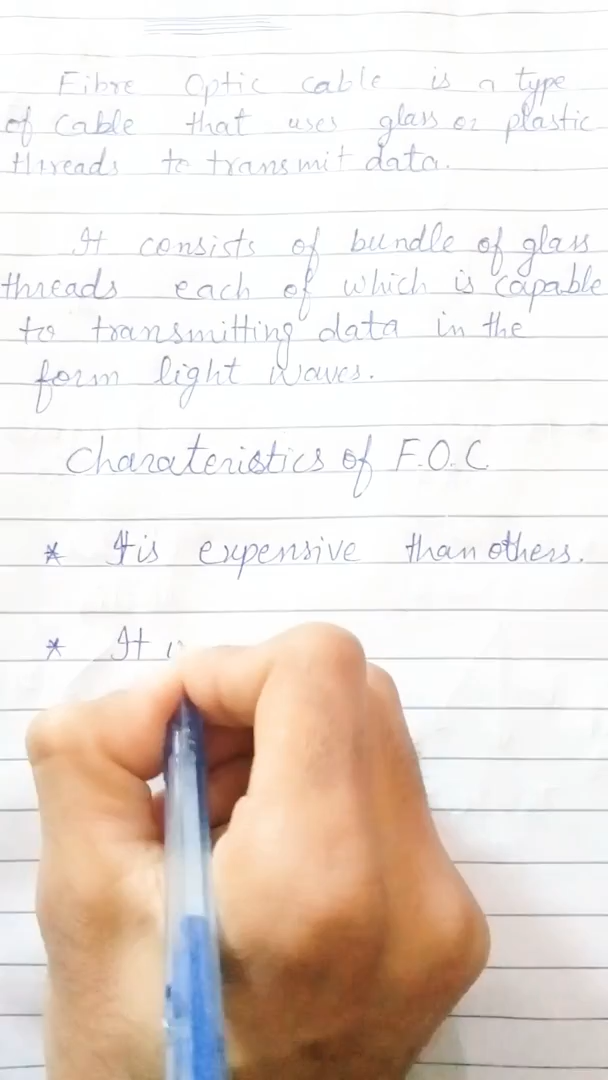 Fibre Optic cable is a type
of cable that uses glass or plastic
threads to transmit data.
It consists of bundle of glass
threads each of which is capable
to transmitting data in the
form light waves.
Charateristics of F.O.C.
* It is expensive than others.
* It i